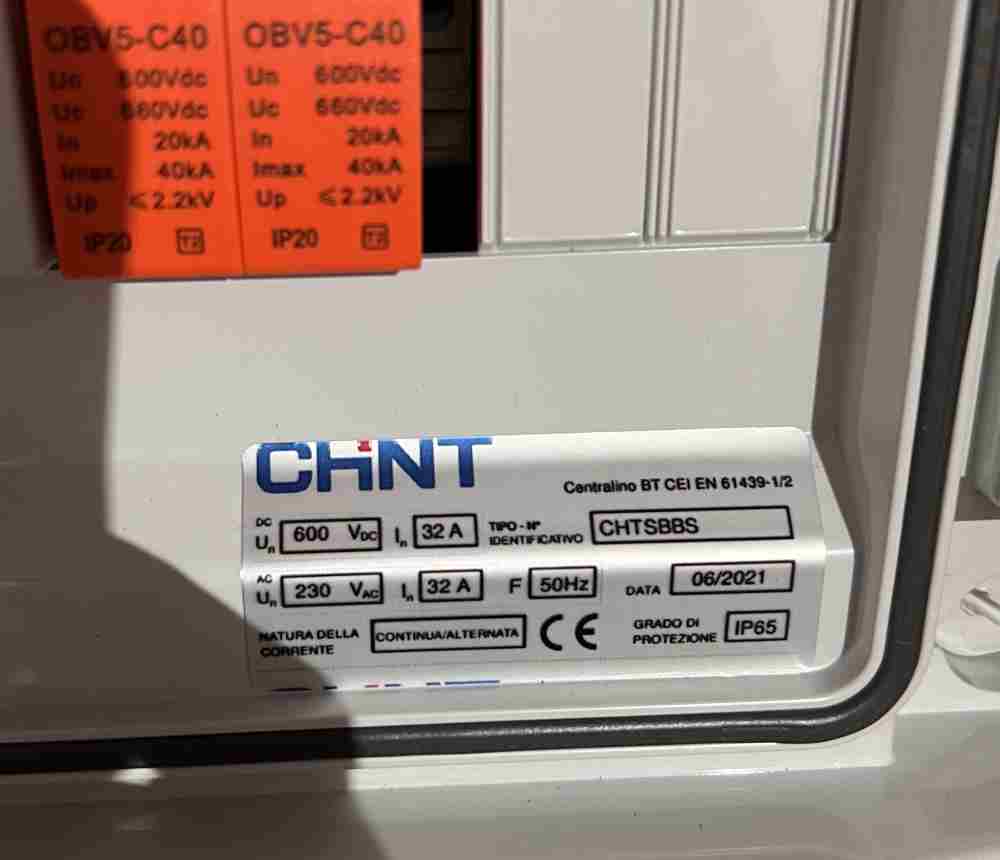 OBV5-C40
Un 600Vdc
Uc 660Vdc
In 20kA
Imax 40kA
Up ≤2.2kV
IP20 T2
OBV5-C40
Un 600Vdc
Uc 660Vdc
In 20kA
Imax 40kA
Up ≤2.2kV
IP20 T2
CHiNT
Centralino BT CEI EN 61439-1/2
DC Un 600 VDC In 32 A TIPO - N° IDENTIFICATIVO CHTSBBS
AC Un 230 VAC In 32 A F 50Hz DATA 06/2021
NATURA DELLA CORRENTE CONTINUA/ALTERNATA CE GRADO DI PROTEZIONE IP65